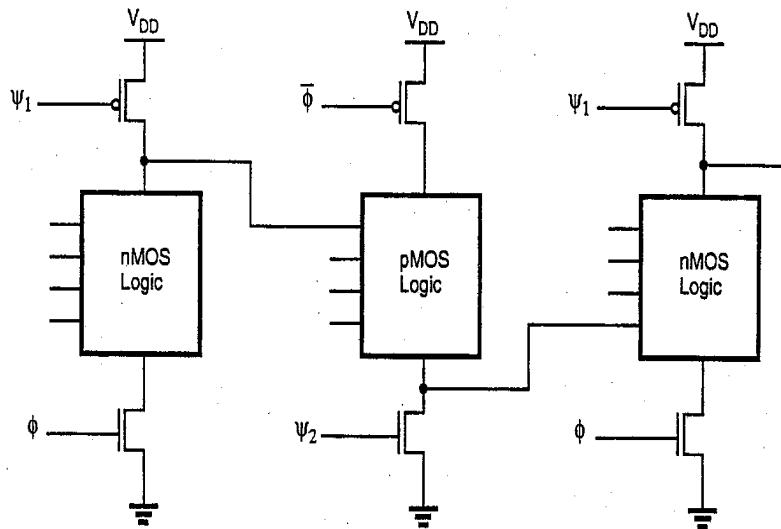 V_DD
V_DD
V_DD
ψ₁
φ̅
ψ₁
nMOS
Logic
pMOS
Logic
nMOS
Logic
φ
ψ₂
φ